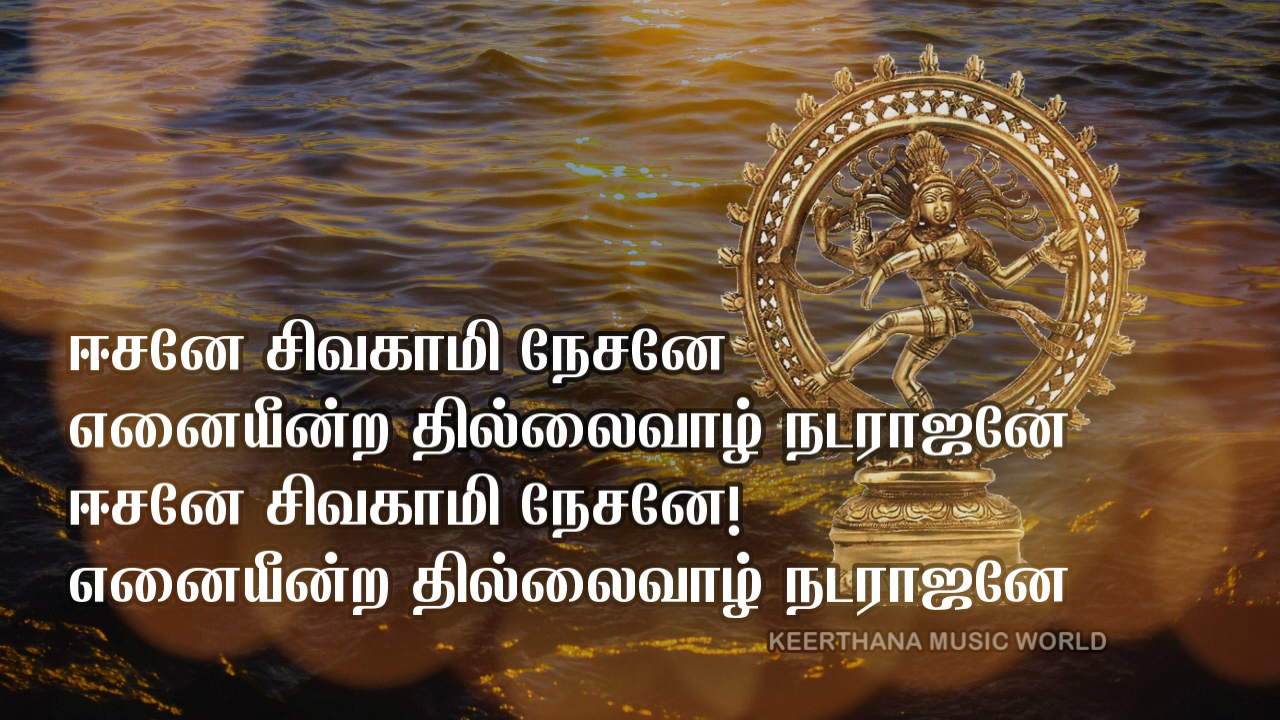 ஈசனே சிவகாமி நேசனே
எனையீன்ற தில்லைவாழ் நடராஜனே
ஈசனே சிவகாமி நேசனே!
எனையீன்ற தில்லைவாழ் நடராஜனே
KEERTHANA MUSIC WORLD